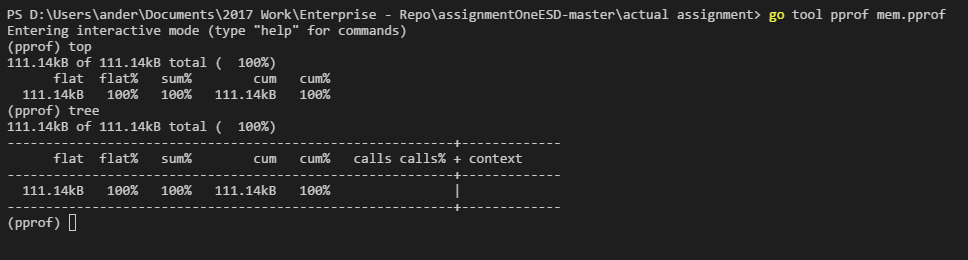 PS D:\Users\ander\Documents\2017 Work\Enterprise - Repo\assignmentOneESD-master\actual assignment> go tool pprof mem.pprof
Entering interactive mode (type "help" for commands)
(pprof) top
111.14kB of 111.14kB total (  100%)
      flat  flat%   sum%        cum   cum%
  111.14kB   100%   100%   111.14kB   100%
(pprof) tree
111.14kB of 111.14kB total (  100%)
----------------------------------------------------------+-------------
      flat  flat%   sum%        cum   cum%   calls calls% + context
----------------------------------------------------------+-------------
  111.14kB   100%   100%   111.14kB   100%                |
----------------------------------------------------------+-------------
(pprof)